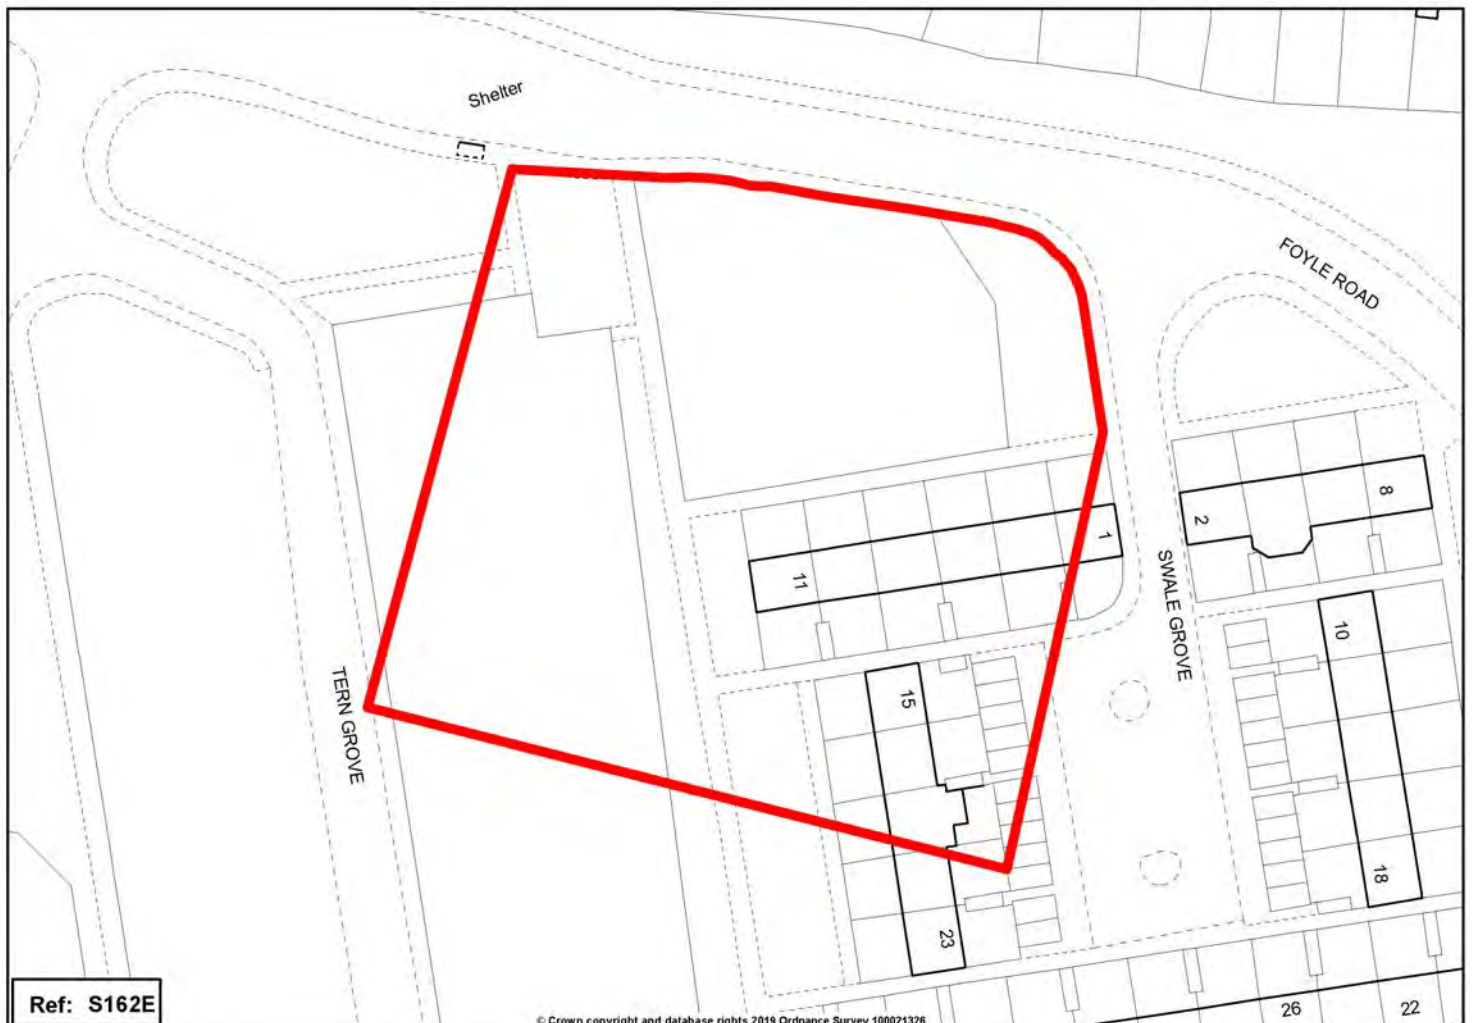 Shelter
FOYLE ROAD
8
2
1
11
SWALE GROVE
10
15
TERN GROVE
18
23
Ref: S162E
26
22
© Crown copyright and database rights 2019 Ordnance Survey 100021326